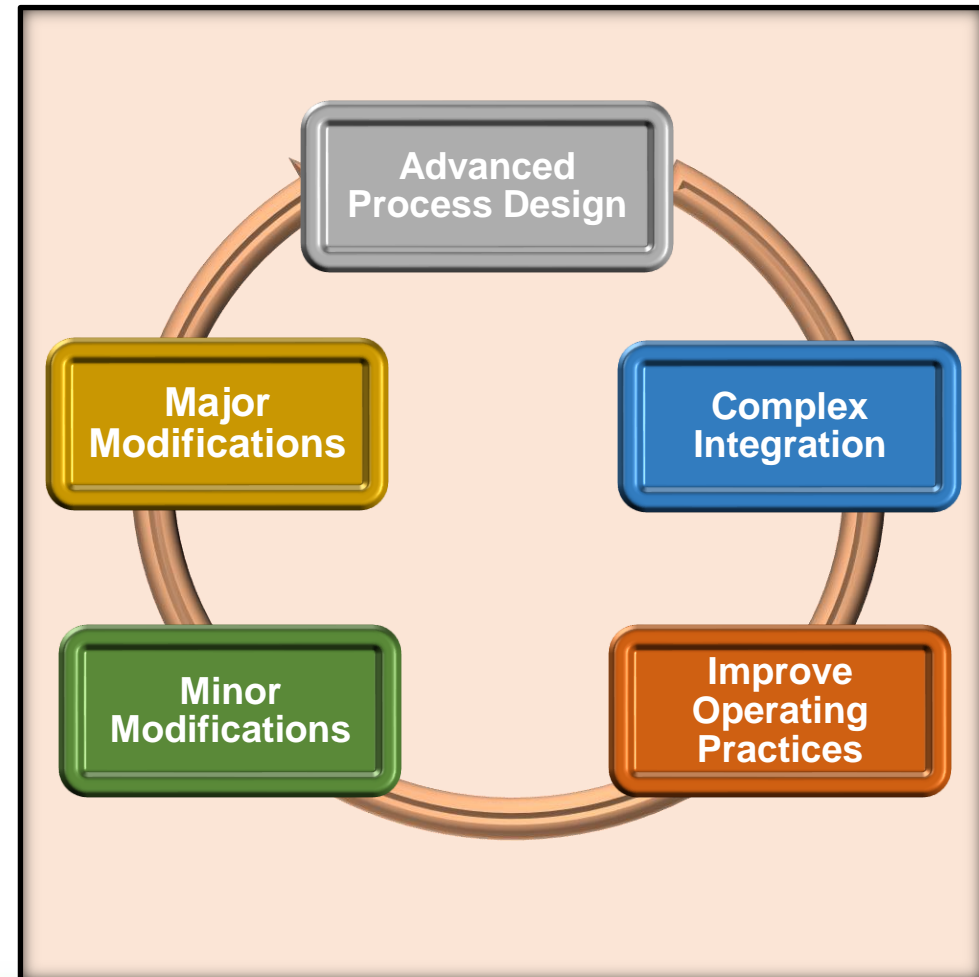 Advanced
Process Design
Major
Modifications
Complex
Integration
Minor
Modifications
Improve
Operating
Practices